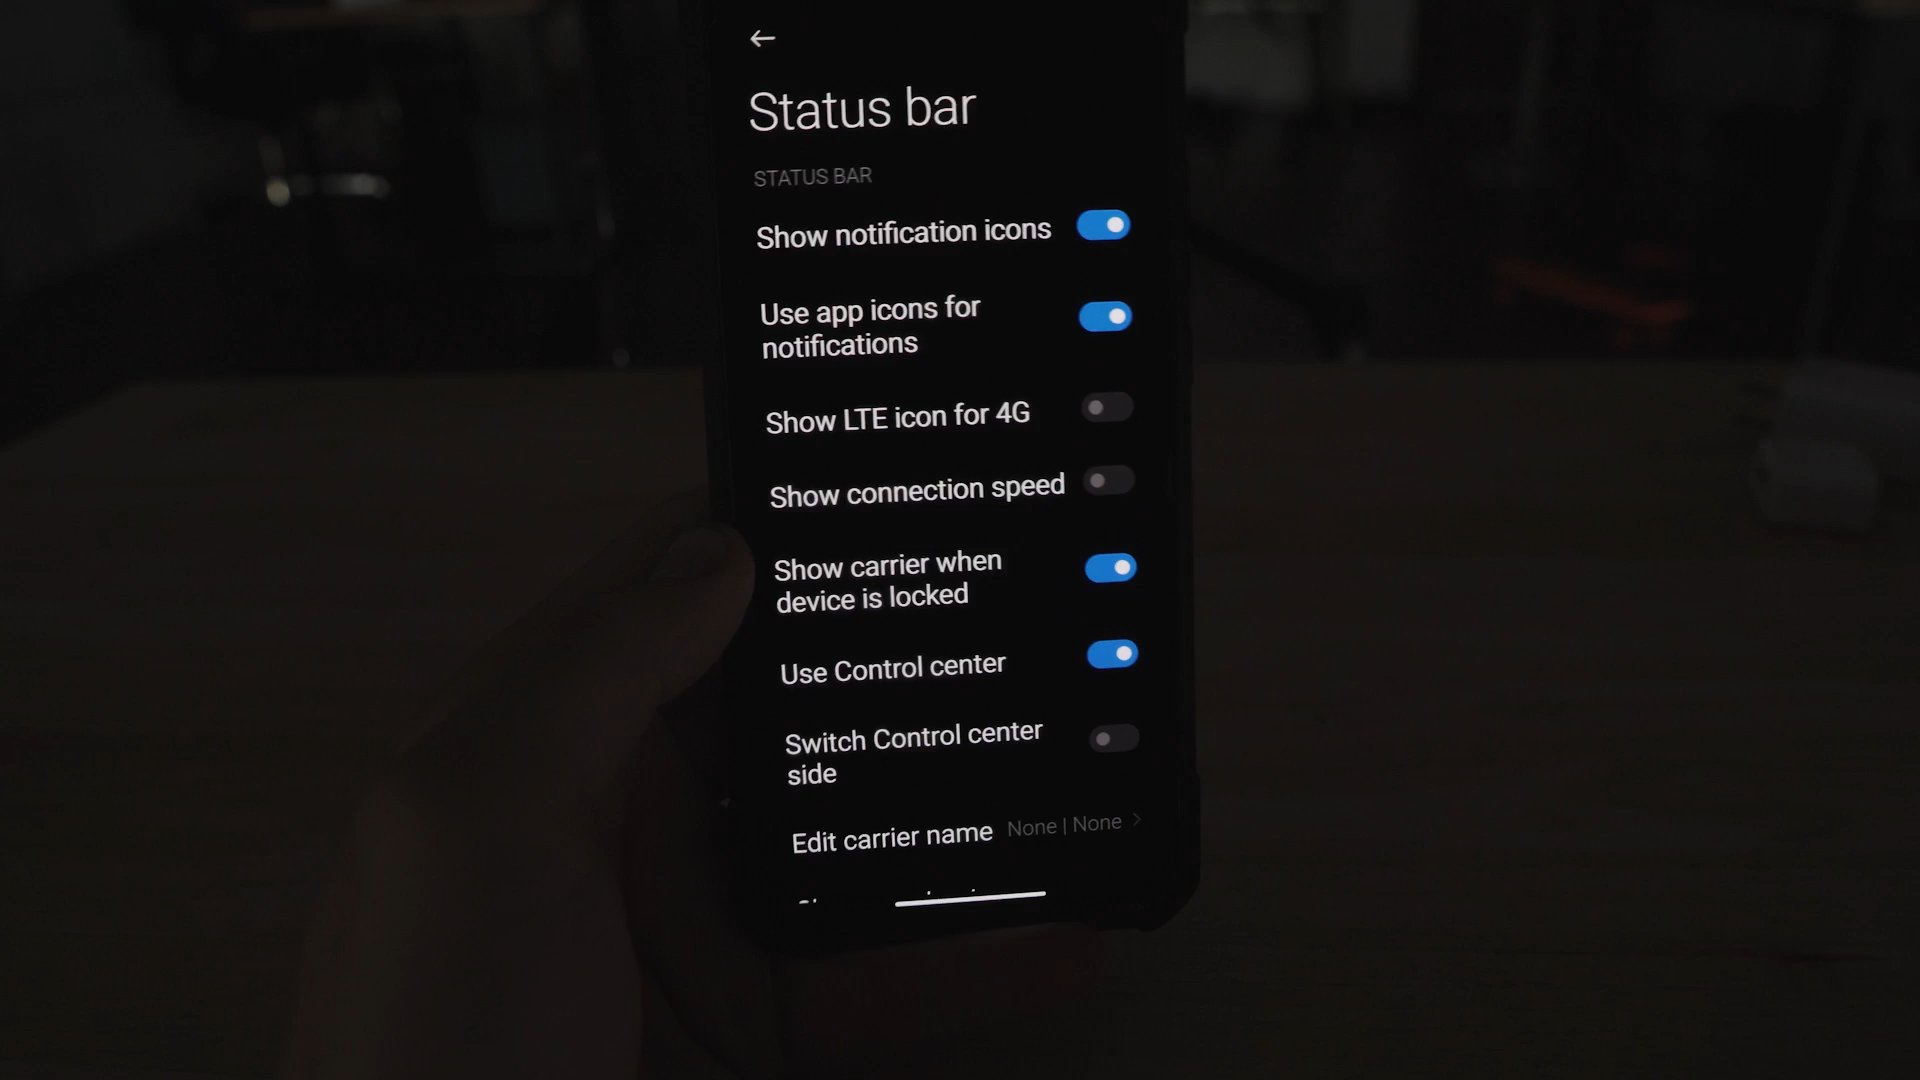 Status bar
STATUS BAR
Show notification icons
Use app icons for
notifications
Show LTE icon for 4G
Show connection speed
Show carrier when
device is locked
Use Control center
Switch Control center
side
Edit carrier name None | None